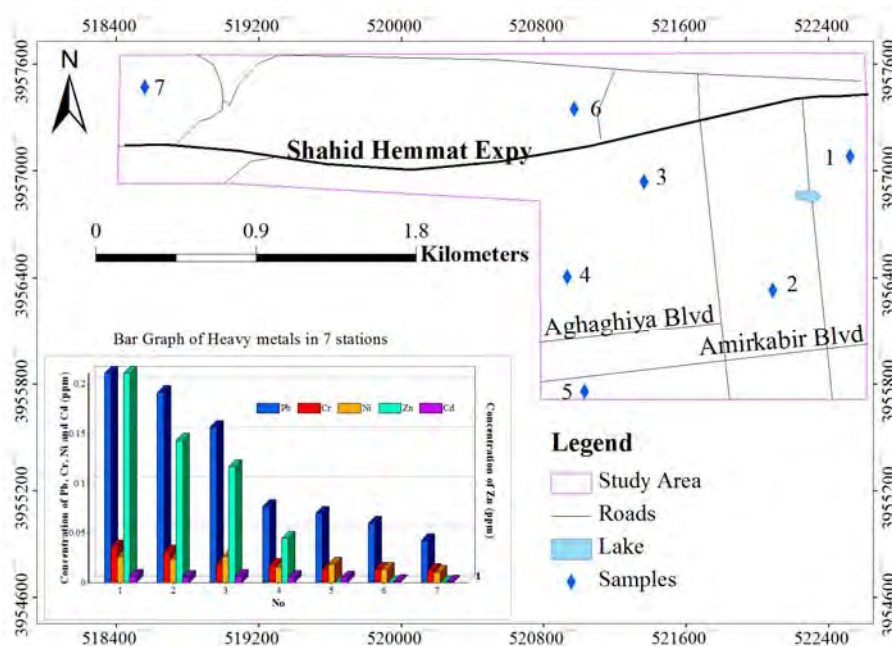 518400 519200 520000 520800 521600 522400
3957600
3957000
3956400
3955800
3955200
3954600
N
7
6
1
Shahid Hemmat Expy
3
0 0.9 1.8
Kilometers
4
2
Aghaghiya Blvd
Amirkabir Blvd
5
Bar Graph of Heavy metals in 7 stations
Concentration of Pb, Cr, Ni and Cd (ppm)
0.2
0.15
0.1
0.05
0
Pb Cr Ni Zn Cd
Concentration of Zn (ppm)
1
1 2 3 4 5 6 7
No
Legend
Study Area
Roads
Lake
Samples
3957600
3957000
3956400
3955800
3955200
3954600
518400 519200 520000 520800 521600 522400